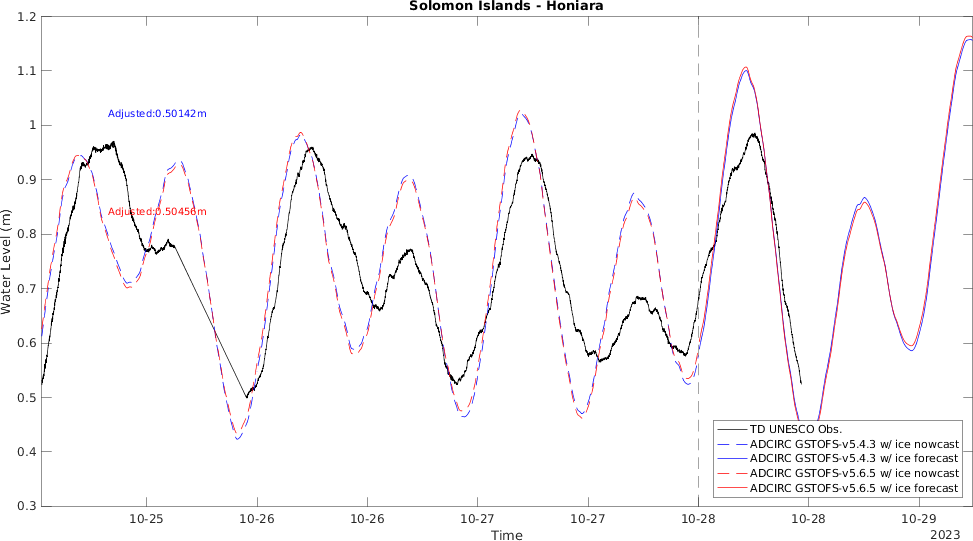 Solomon Islands - Honiara
1.2
1.1
1
0.9
0.8
0.7
0.6
0.5
0.4
0.3
Water Level (m)
Adjusted:0.50142m
Adjusted:0.50456m
TD UNESCO Obs.
ADCIRC GSTOFS-v5.4.3 w/ ice nowcast
ADCIRC GSTOFS-v5.4.3 w/ ice forecast
ADCIRC GSTOFS-v5.6.5 w/ ice nowcast
ADCIRC GSTOFS-v5.6.5 w/ ice forecast
10-25 10-26 10-26 10-27 10-27 10-28 10-28 10-29
Time
2023